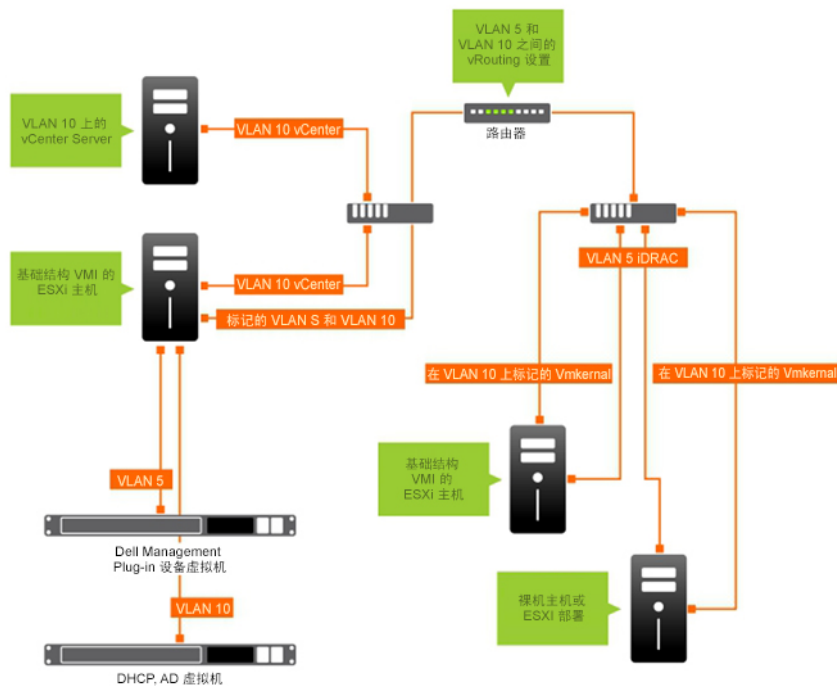 VLAN 5 和
VLAN 10 之间的
vRouting 设置
VLAN 10 上的
vCenter Server
VLAN 10 vCenter
路由器
VLAN 5 iDRAC
基础结构 VMI 的
ESXi 主机
VLAN 10 vCenter
标记的 VLAN S 和 VLAN 10
在 VLAN 10 上标记的 Vmkernal
在 VLAN 10 上标记的 Vmkernal
基础结构
VMI 的
ESXi 主机
VLAN 5
Dell Management
Plug-in 设备虚拟机
VLAN 10
裸机主机或
ESXI 部署
DHCP, AD 虚拟机